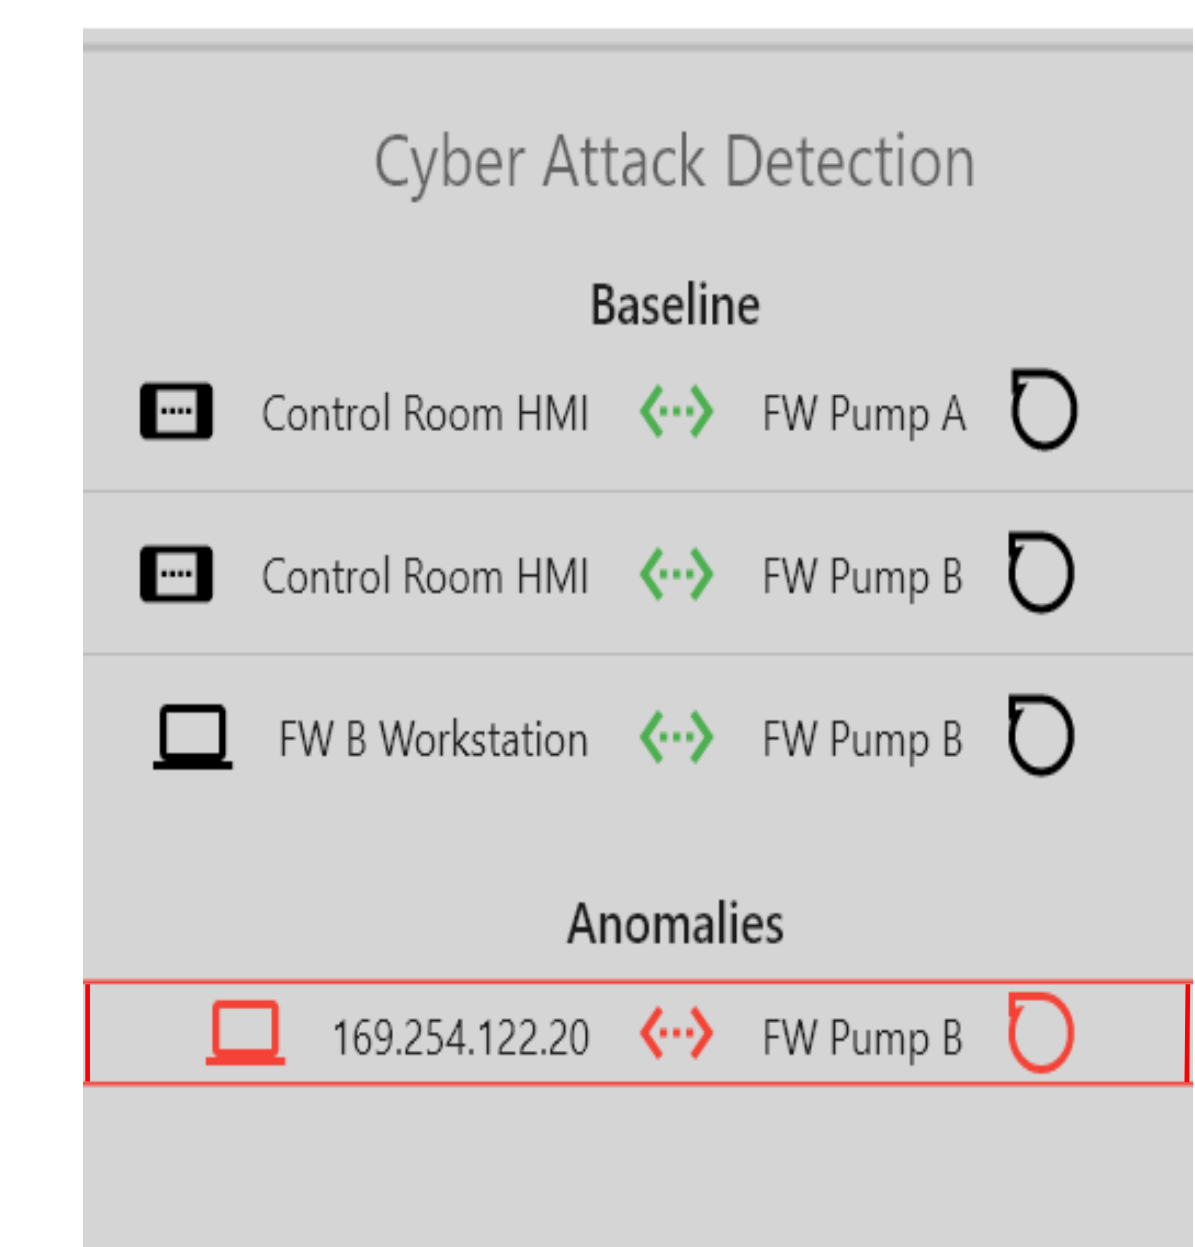 Cyber Attack Detection
Baseline
Control Room HMI FW Pump A
Control Room HMI FW Pump B
FW B Workstation FW Pump B
Anomalies
169.254.122.20 FW Pump B